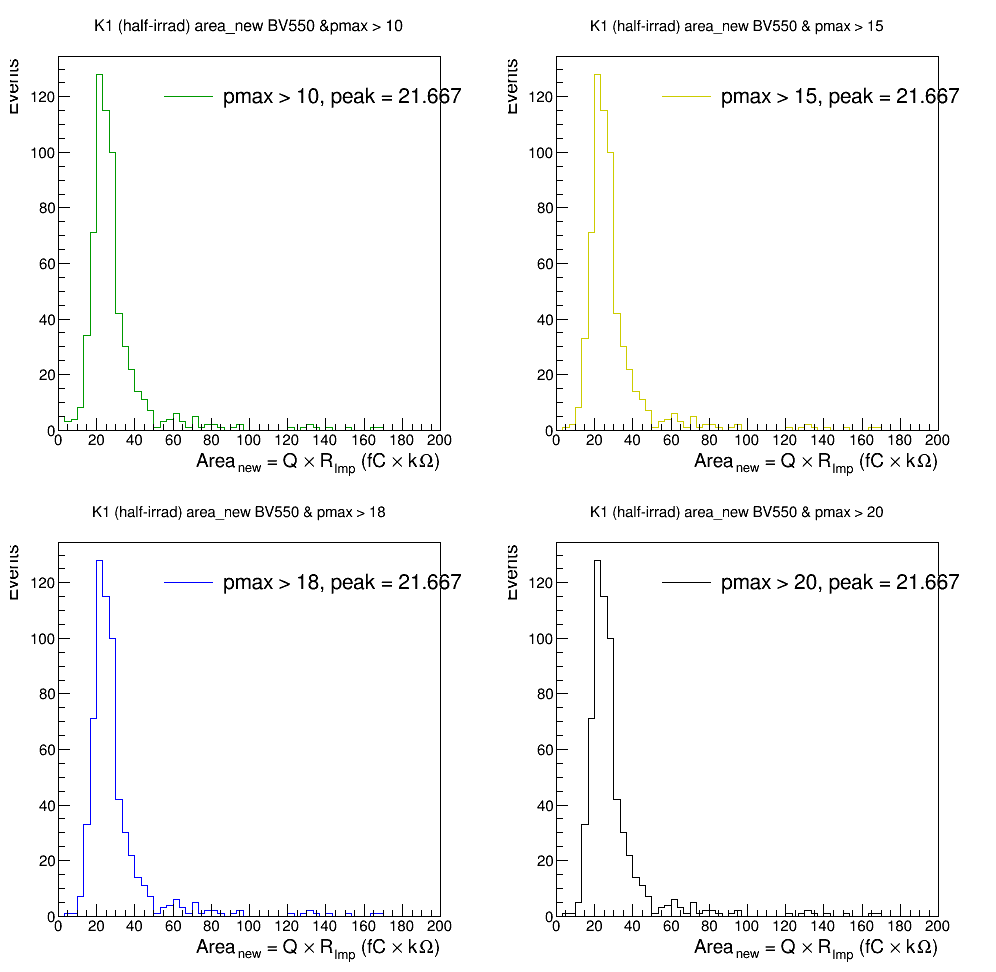 K1 (half-irrad) area_new BV550 &pmax > 10
Events
pmax > 10, peak = 21.667
120
100
80
60
40
20
0
0 20 40 60 80 100 120 140 160 180 200
Area_new = Q × R_Imp (fC × kΩ)
K1 (half-irrad) area_new BV550 & pmax > 15
Events
pmax > 15, peak = 21.667
120
100
80
60
40
20
0
0 20 40 60 80 100 120 140 160 180 200
Area_new = Q × R_Imp (fC × kΩ)
K1 (half-irrad) area_new BV550 & pmax > 18
Events
pmax > 18, peak = 21.667
120
100
80
60
40
20
0
0 20 40 60 80 100 120 140 160 180 200
Area_new = Q × R_Imp (fC × kΩ)
K1 (half-irrad) area_new BV550 & pmax > 20
Events
pmax > 20, peak = 21.667
120
100
80
60
40
20
0
0 20 40 60 80 100 120 140 160 180 200
Area_new = Q × R_Imp (fC × kΩ)